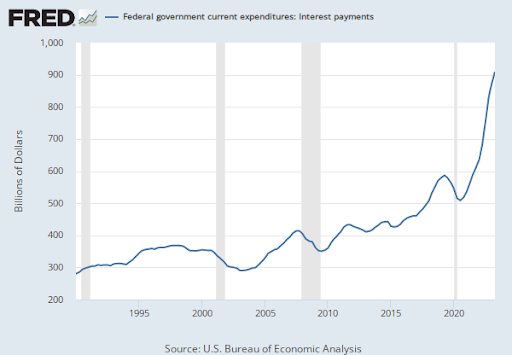 FRED
Federal government current expenditures: Interest payments
1,000
900
800
700
600
500
400
300
200
Billions of Dollars
1995 2000 2005 2010 2015 2020
Source: U.S. Bureau of Economic Analysis